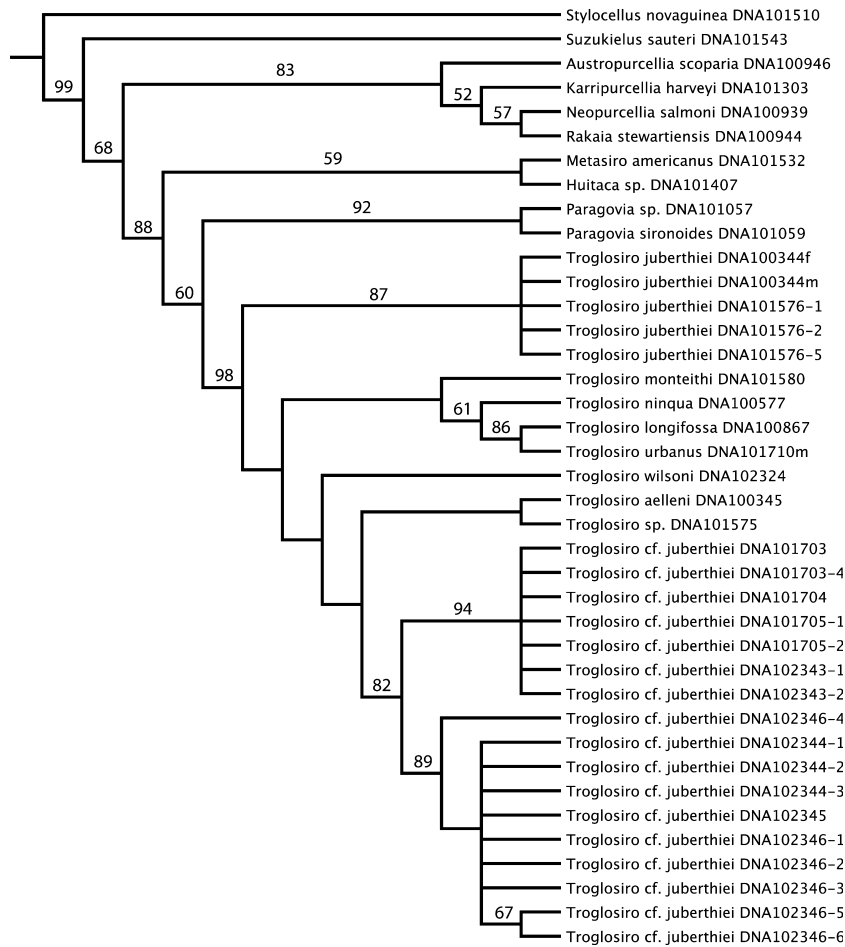 Stylocellus novaguinea DNA101510
Suzukielus sauteri DNA101543
99
Austropurcellia scoparia DNA100946
83
Karripurcellia harveyi DNA101303
52
Neopurcellia salmoni DNA100939
57
Rakaia stewartiensis DNA100944
68
Metasiro americanus DNA101532
59
Huitaca sp. DNA101407
Paragovia sp. DNA101057
92
88
Paragovia sironoides DNA101059
Troglosiro juberthiei DNA100344f
Troglosiro juberthiei DNA100344m
60
87
Troglosiro juberthiei DNA101576-1
Troglosiro juberthiei DNA101576-2
Troglosiro juberthiei DNA101576-5
98
Troglosiro monteithi DNA101580
Troglosiro ninqua DNA100577
61
Troglosiro longifossa DNA100867
86
Troglosiro urbanus DNA101710m
Troglosiro wilsoni DNA102324
Troglosiro aelleni DNA100345
Troglosiro sp. DNA101575
Troglosiro cf. juberthiei DNA101703
Troglosiro cf. juberthiei DNA101703-4
Troglosiro cf. juberthiei DNA101704
94
Troglosiro cf. juberthiei DNA101705-1
Troglosiro cf. juberthiei DNA101705-2
Troglosiro cf. juberthiei DNA102343-1
82
Troglosiro cf. juberthiei DNA102343-2
Troglosiro cf. juberthiei DNA102346-4
Troglosiro cf. juberthiei DNA102344-1
89
Troglosiro cf. juberthiei DNA102344-2
Troglosiro cf. juberthiei DNA102344-3
Troglosiro cf. juberthiei DNA102345
Troglosiro cf. juberthiei DNA102346-1
Troglosiro cf. juberthiei DNA102346-2
Troglosiro cf. juberthiei DNA102346-3
67
Troglosiro cf. juberthiei DNA102346-5
Troglosiro cf. juberthiei DNA102346-6